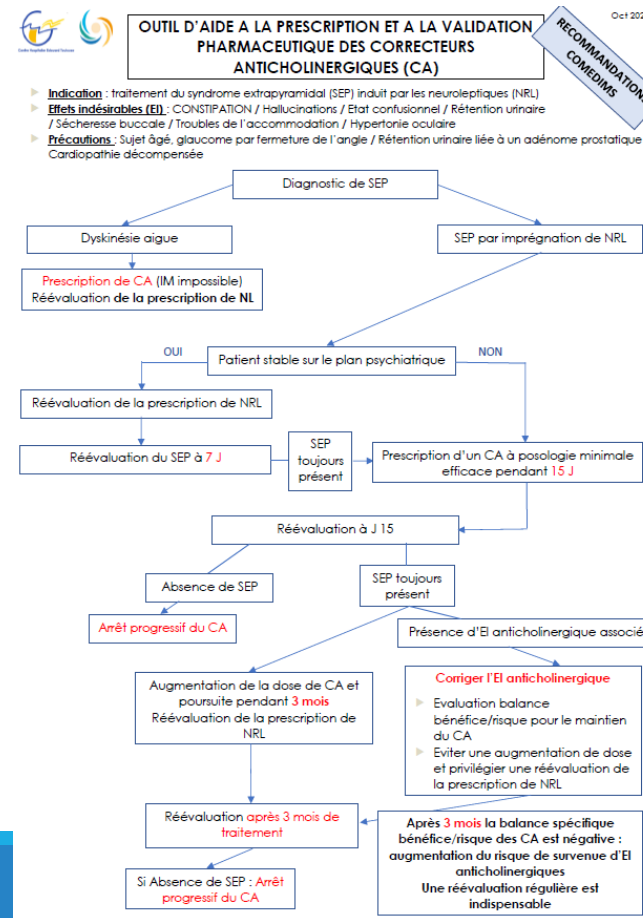 Oct 202
OUTIL D'AIDE A LA PRESCRIPTION ET A LA VALIDATION
PHARMACEUTIQUE DES CORRECTEURS
ANTICHOLINERGIQUES (CA)
RECOMMANDATION
COMEDIMS
Indication : traitement du syndrome extrapyramidal (SEP) induit par les neuroleptiques (NRL)
Effets indésirables (EI) : CONSTIPATION / Hallucinations / Etat confusionnel / Rétention urinaire
/ Sécheresse buccale / Troubles de l'accommodation / Hypertonie oculaire
Précautions : Sujet âgé, glaucome par fermeture de l'angle / Rétention urinaire liée à un adénome prostatique
Cardiopathie décompensée
Diagnostic de SEP
Dyskinésie aigue
SEP par imprégnation de NRL
Prescription de CA (IM impossible)
Réévaluation de la prescription de NL
OUI
Patient stable sur le plan psychiatrique
NON
Réévaluation de la prescription de NRL
Réévaluation du SEP à 7 J
SEP
toujours
présent
Prescription d'un CA à posologie minimale
efficace pendant 15 J
Réévaluation à J 15
Absence de SEP
SEP toujours
présent
Arrêt progressif du CA
Présence d'EI anticholinergique associé
Augmentation de la dose de CA et
poursuite pendant 3 mois
Réévaluation de la prescription de
NRL
Corriger l'EI anticholinergique
Evaluation balance
bénéfice/risque pour le maintien
du CA
Eviter une augmentation de dose
et privilégier une réévaluation de
la prescription de NRL
Réévaluation après 3 mois de
traitement
Après 3 mois la balance spécifique
bénéfice/risque des CA est négative :
augmentation du risque de survenue d'EI
anticholinergiques
Une réévaluation régulière est
indispensable
Si Absence de SEP : Arrêt
progressif du CA